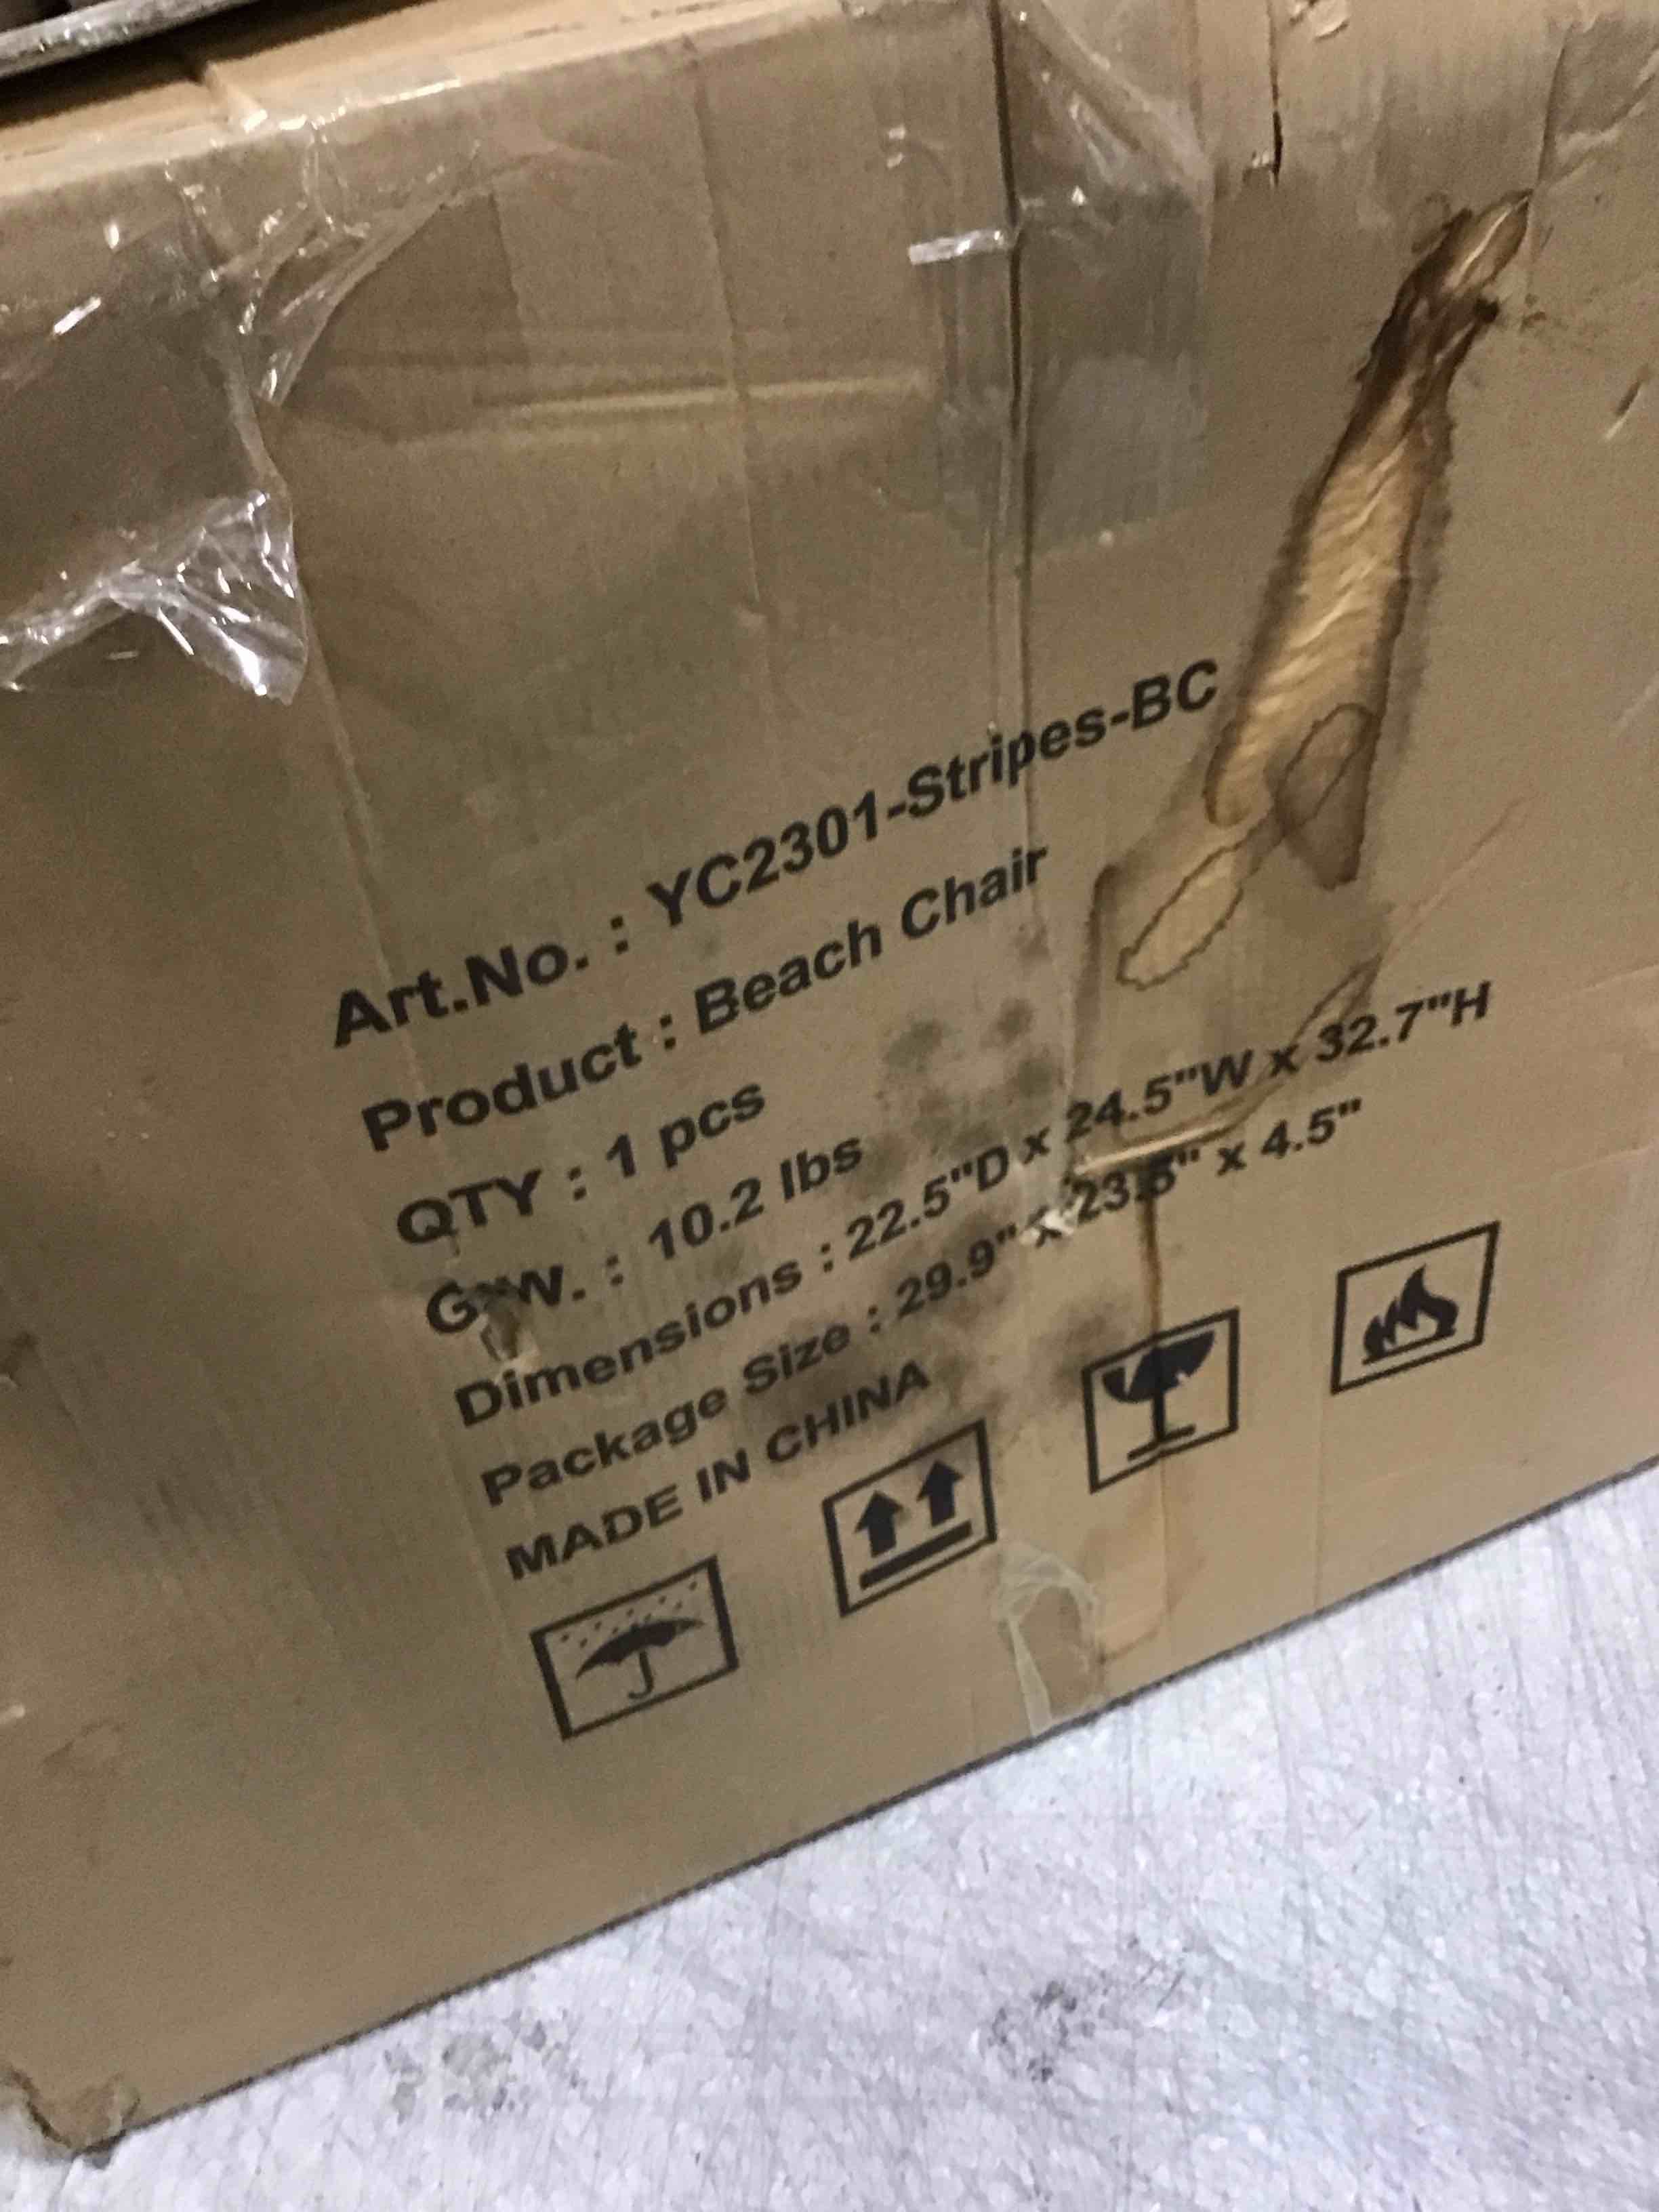 Art.No. : YC2301-Stripes-BC
Product : Beach Chair
QTY : 1 pcs
G.W. : 10.2 lbs
Dimensions : 22.5"D x 24.5"W x 32.7"H
Package Size : 29.9" x 23.5" x 4.5"
MADE IN CHINA